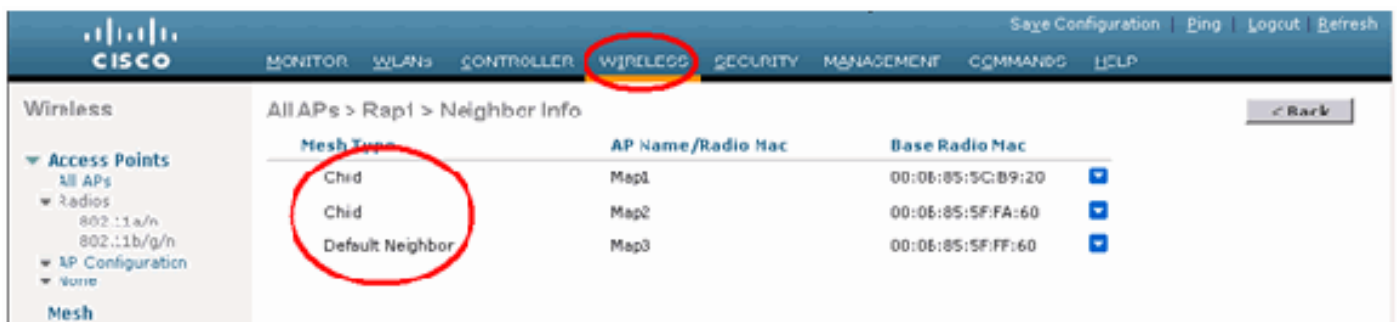 Save Configuration | Ping | Logout | Refresh
CISCO
MONITOR WLANs CONTROLLER WIRELESS SECURITY MANAGEMENT COMMANDS HELP
Wireless
All APs > Rap1 > Neighbor Info
< Back
Mesh Type AP Name/Radio Mac Base Radio Mac
Access Points
All APs
Radios
802.11a/n
802.11b/g/n
AP Configuration
Mesh
Child Map1 00:0B:85:5C:B9:20
Child Map2 00:0B:85:5F:FA:60
Default Neighbor Map3 00:0B:85:5F:FF:60